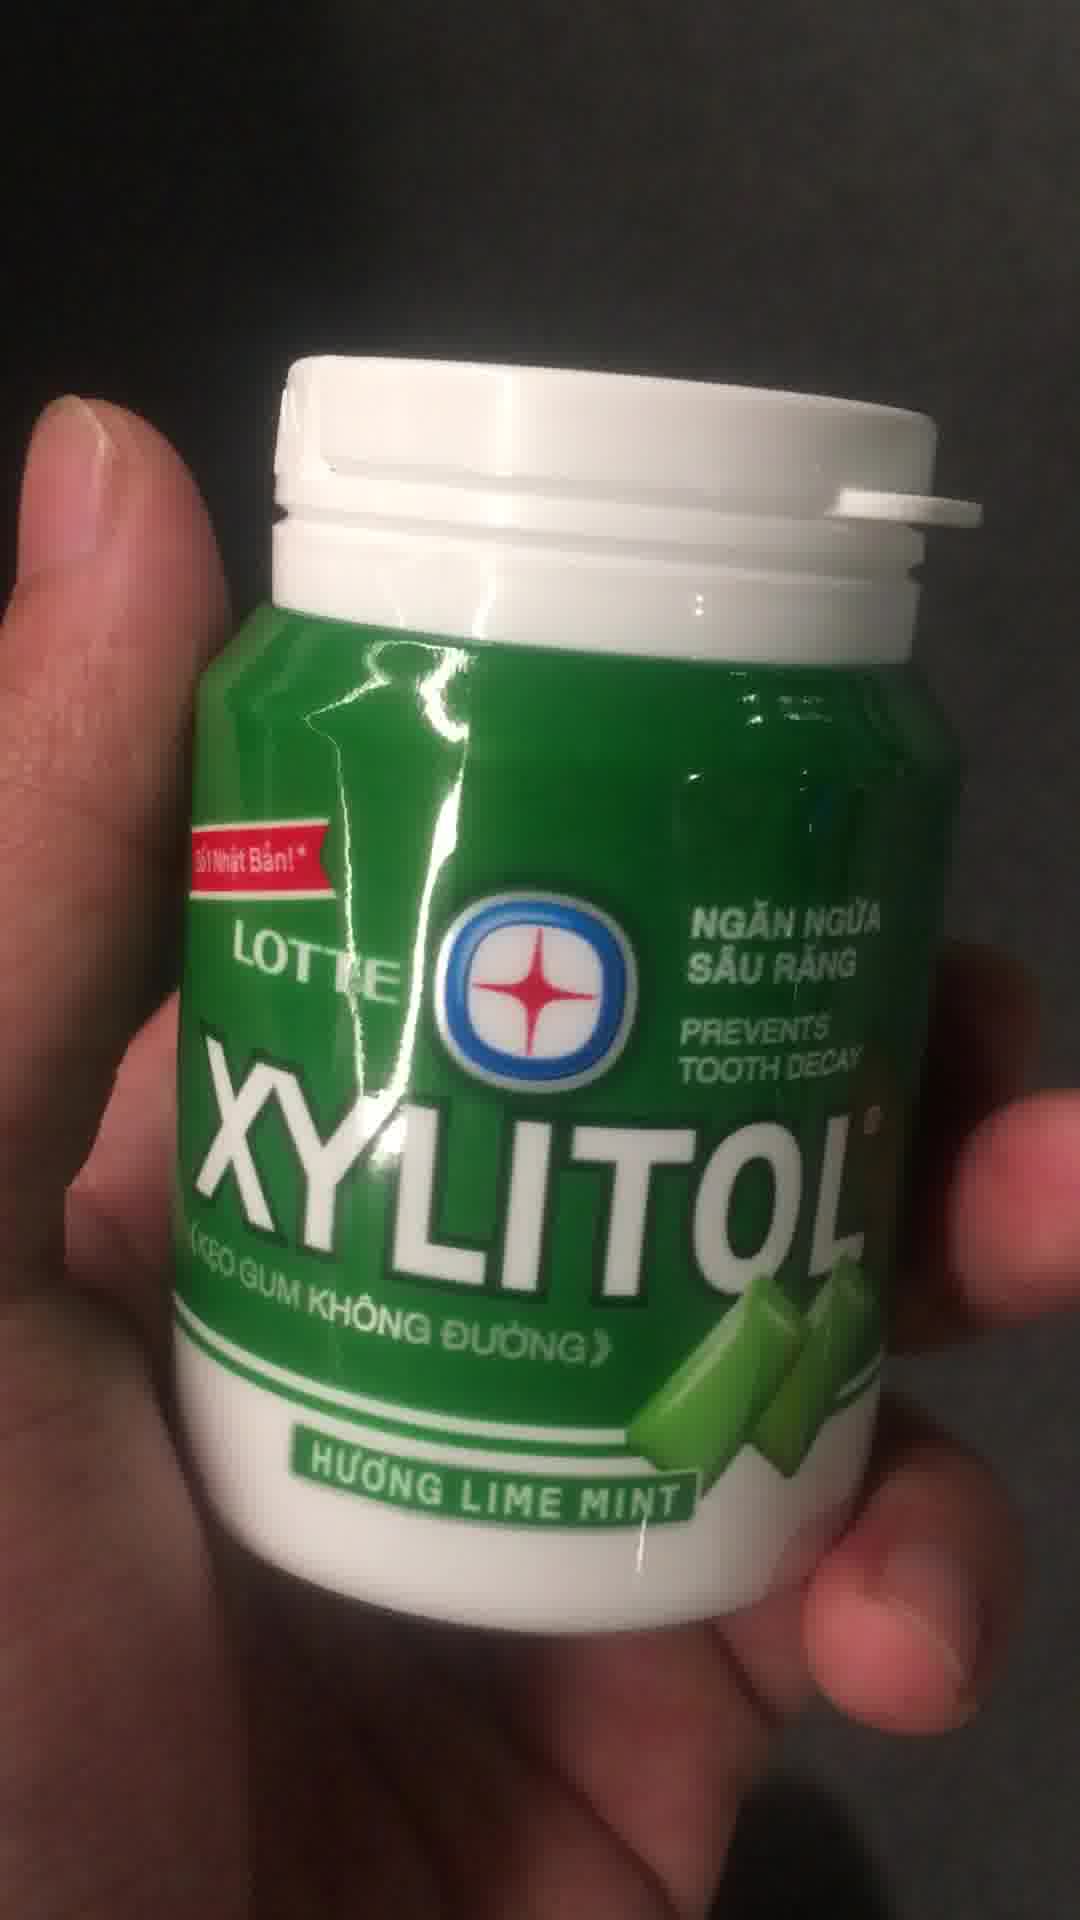 Số 1 Nhật Bản!*
LOTTE
NGĂN NGỪA
SÂU RĂNG
PREVENTS
TOOTH DECAY
XYLITOL®
《KẸO GUM KHÔNG ĐƯỜNG》
HƯƠNG LIME MINT